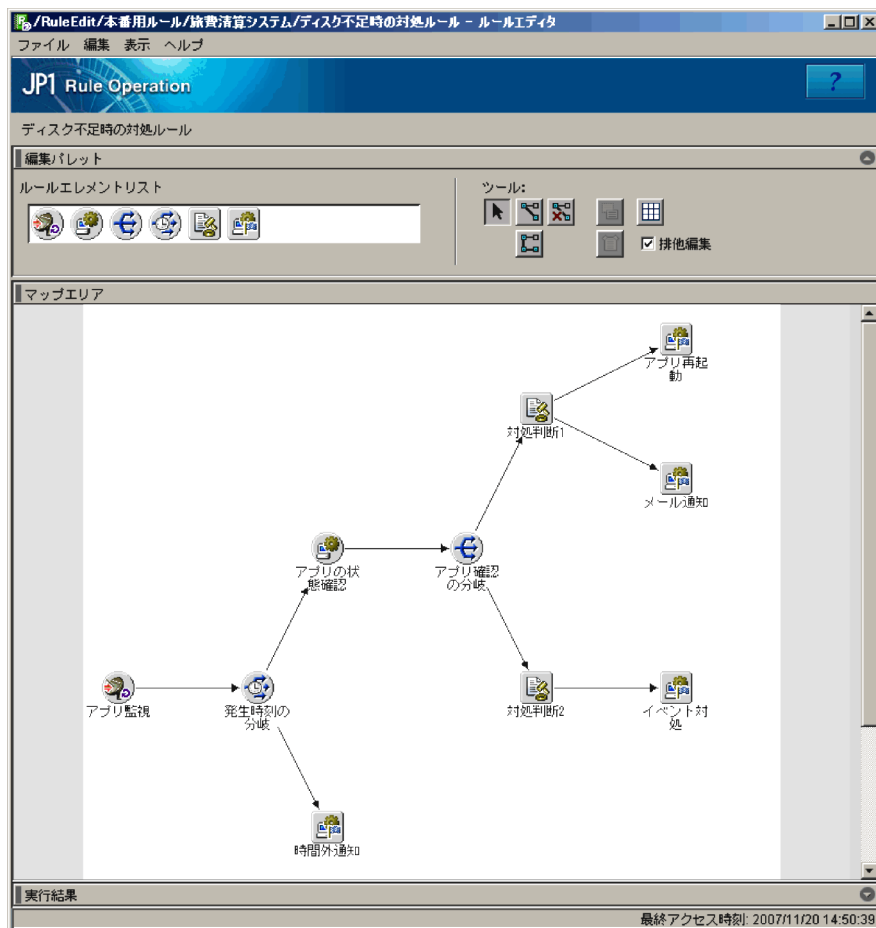 /RuleEdit/本番用ルール/旅費清算システム/ディスク不足時の対処ルール - ルールエディタ
ファイル 編集 表示 ヘルプ
JP1 Rule Operation
?
ディスク不足時の対処ルール
編集パレット
ルールエレメントリスト
ツール:
排他編集
マップエリア
アプリ再起
動
対処判断1
メール通知
アプリの状
態確認
アプリ確認
の分岐
アプリ監視
発生時刻の
分岐
対処判断2
イベント対
処
時間外通知
実行結果
最終アクセス時刻: 2007/11/20 14:50:39